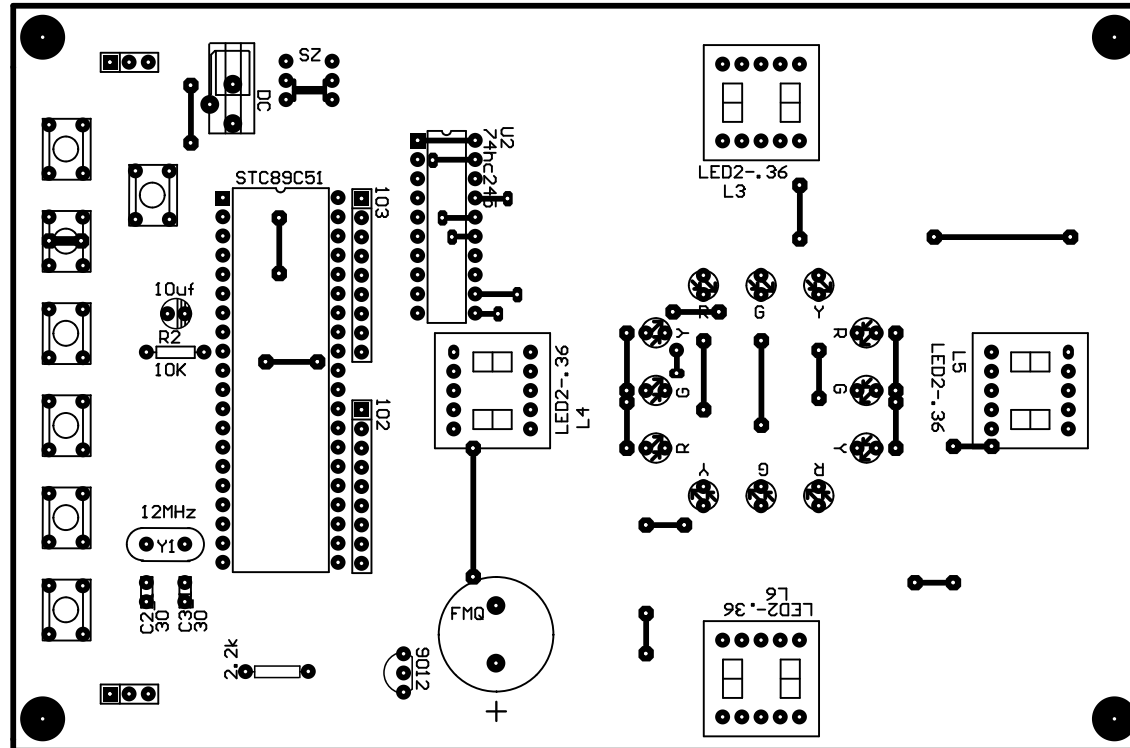 SZ
DC
U2
74hc245
LED2-.36
L3
STC89C51
103
10uf
R2
10K
R
G
Y
Y
G
R
R
G
Y
Y
G
R
LED2-.36
L4
L5
LED2-.36
102
12MHz
Y1
C2
30
C3
30
FMQ
+
2.2k
9012
L6
LED2-.36